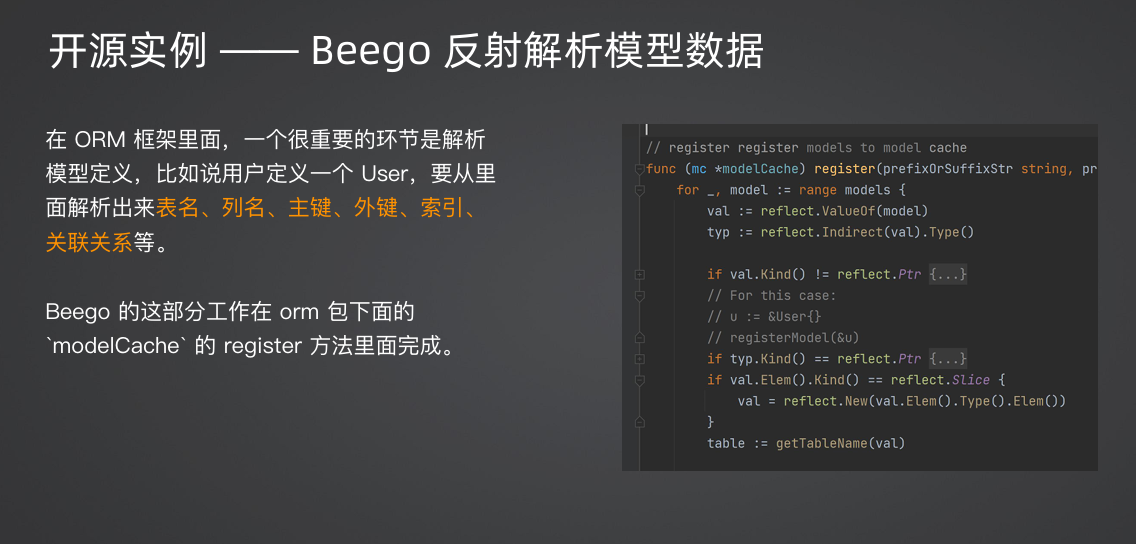 开源实例 —— Beego 反射解析模型数据
在 ORM 框架里面，一个很重要的环节是解析
模型定义，比如说用户定义一个 User，要从里
面解析出来表名、列名、主键、外键、索引、
关联关系等。
Beego 的这部分工作在 orm 包下面的
`modelCache` 的 register 方法里面完成。
// register register models to model cache
func (mc *modelCache) register(prefixOrSuffixStr string, pr
for _, model := range models {
val := reflect.ValueOf(model)
typ := reflect.Indirect(val).Type()
if val.Kind() != reflect.Ptr {...}
// For this case:
// u := &User{}
// registerModel(&u)
if typ.Kind() == reflect.Ptr {...}
if val.Elem().Kind() == reflect.Slice {
val = reflect.New(val.Elem().Type().Elem())
}
table := getTableName(val)